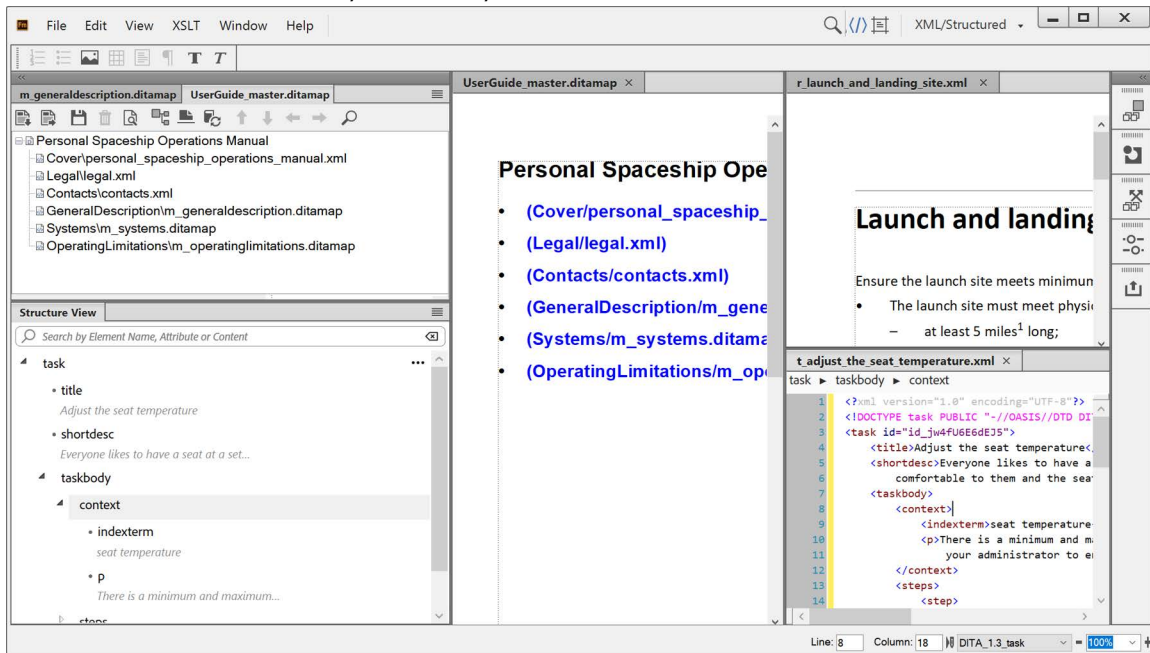 Fm File Edit View XSLT Window Help XML/Structured
T T
m_generaldescription.ditamap UserGuide_master.ditamap
Personal Spaceship Operations Manual
Cover\personal_spaceship_operations_manual.xml
Legal\legal.xml
Contacts\contacts.xml
GeneralDescription\m_generaldescription.ditamap
Systems\m_systems.ditamap
OperatingLimitations\m_operatinglimitations.ditamap
Structure View
Search by Element Name, Attribute or Content
task
title
Adjust the seat temperature
shortdesc
Everyone likes to have a seat at a set...
taskbody
context
indexterm
seat temperature
p
There is a minimum and maximum...
steps
UserGuide_master.ditamap
Personal Spaceship Ope
• (Cover/personal_spaceship_
• (Legal/legal.xml)
• (Contacts/contacts.xml)
• (GeneralDescription/m_gene
• (Systems/m_systems.ditama
• (OperatingLimitations/m_op
r_launch_and_landing_site.xml
Launch and landing
Ensure the launch site meets minimum
• The launch site must meet physi
– at least 5 miles1 long;
t_adjust_the_seat_temperature.xml
task ▸ taskbody ▸ context
1 <?xml version="1.0" encoding="UTF-8"?>
2 <!DOCTYPE task PUBLIC "-//OASIS//DTD DI
3 <task id="id_jw4fU6E6dEJ5">
4 <title>Adjust the seat temperature<
5 <shortdesc>Everyone likes to have a
6 comfortable to them and the sea
7 <taskbody>
8 <context>
9 <indexterm>seat temperature
10 <p>There is a minimum and m
11 your administrator to e
12 </context>
13 <steps>
14 <step>
Line: 8 Column: 18 DITA_1.3_task 100%